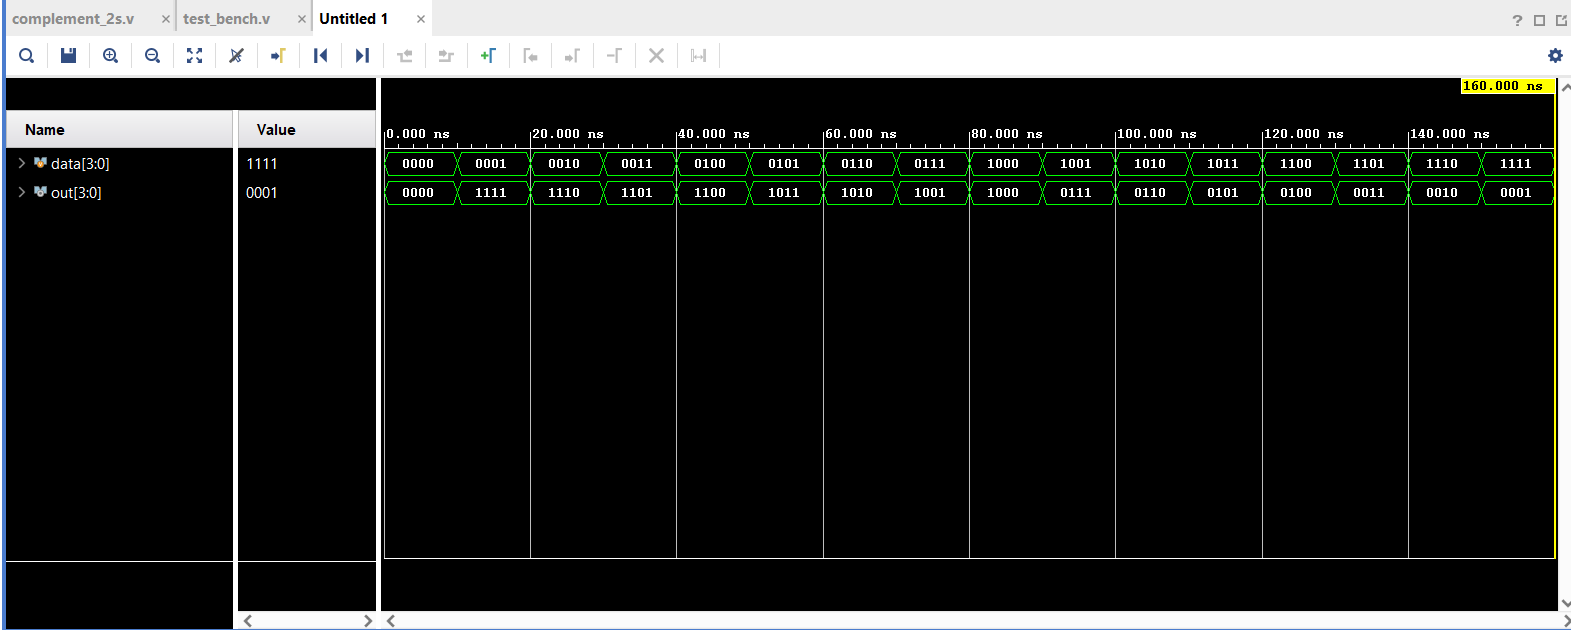 complement_2s.v × test_bench.v × Untitled 1 ×
?
160.000 ns
Name Value
0.000 ns 20.000 ns 40.000 ns 60.000 ns 80.000 ns 100.000 ns 120.000 ns 140.000 ns
data[3:0] 1111 0000 0001 0010 0011 0100 0101 0110 0111 1000 1001 1010 1011 1100 1101 1110 1111
out[3:0] 0001 0000 1111 1110 1101 1100 1011 1010 1001 1000 0111 0110 0101 0100 0011 0010 0001